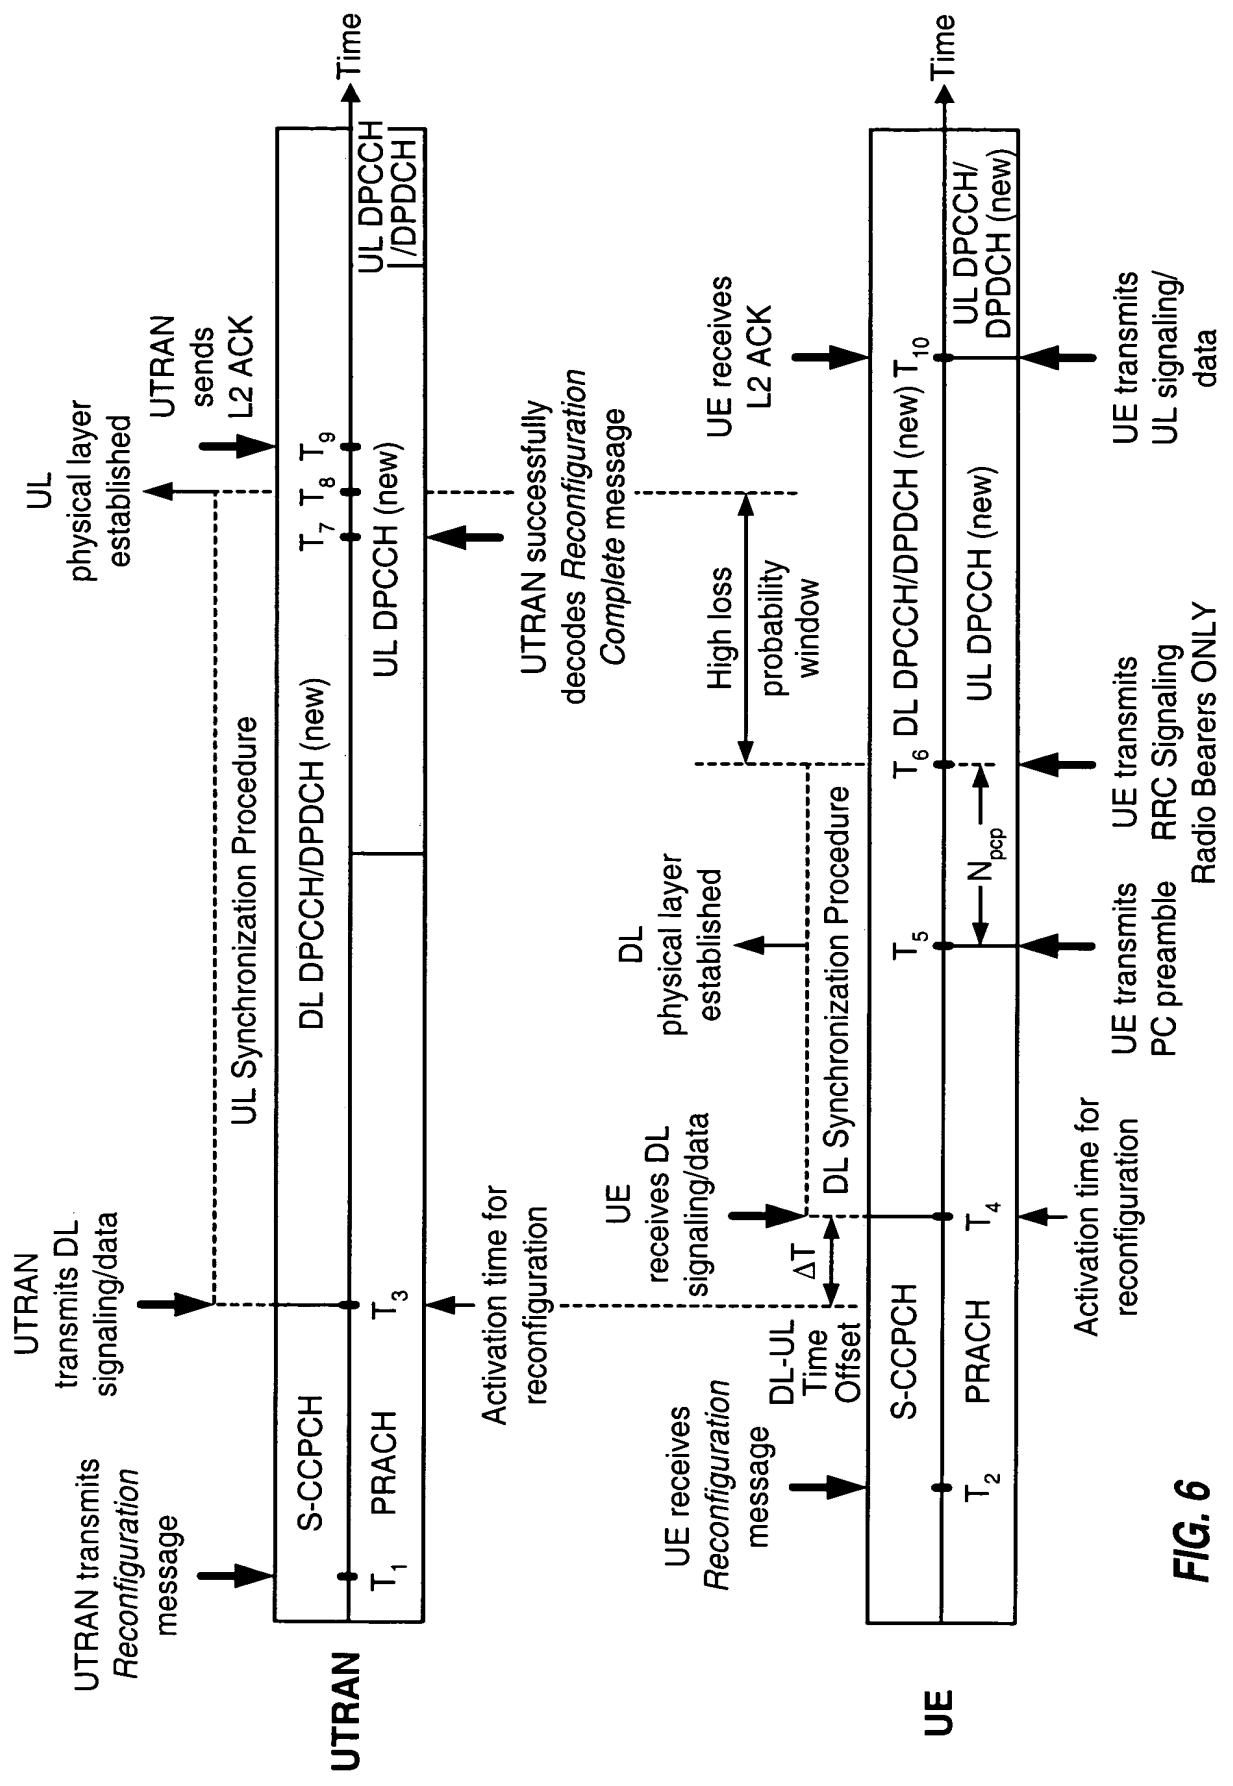 UTRAN transmits
Reconfiguration
message
UTRAN
transmits DL
signaling/data
UL Synchronization Procedure
UL
physical layer
established
UTRAN
sends
L2 ACK
UTRAN
S-CCPCH
DL DPCCH/DPDCH (new)
T7
T8
T9
Time
T1
PRACH
T3
UL DPCCH (new)
UL DPCCH
/DPDCH
Activation time for
reconfiguration
UTRAN successfully
decodes Reconfiguration
Complete message
UE receives
Reconfiguration
message
DL-UL
Time
Offset
ΔT
UE
receives DL
signaling/data
DL Synchronization Procedure
DL
physical layer
established
High loss
probability
window
UE receives
L2 ACK
UE
S-CCPCH
T5
T6
DL DPCCH/DPDCH (new)
T10
Time
T2
PRACH
T4
Npcp
UL DPCCH (new)
UL DPCCH/
DPDCH (new)
Activation time for
reconfiguration
UE transmits
PC preamble
UE transmits
RRC Signaling
Radio Bearers ONLY
UE transmits
UL signaling/
data
FIG. 6